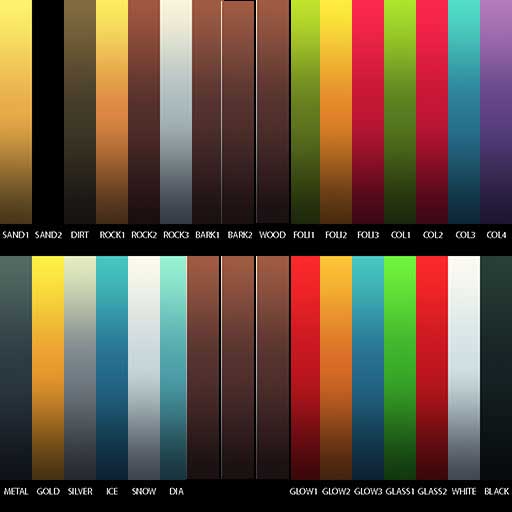 SAND1 SAND2 DIRT ROCK1 ROCK2 ROCK3 BARK1 BARK2 WOOD FOLI1 FOLI2 FOLI3 COL1 COL2 COL3 COL4
METAL GOLD SILVER ICE SNOW DIA GLOW1 GLOW2 GLOW3 GLASS1 GLASS2 WHITE BLACK